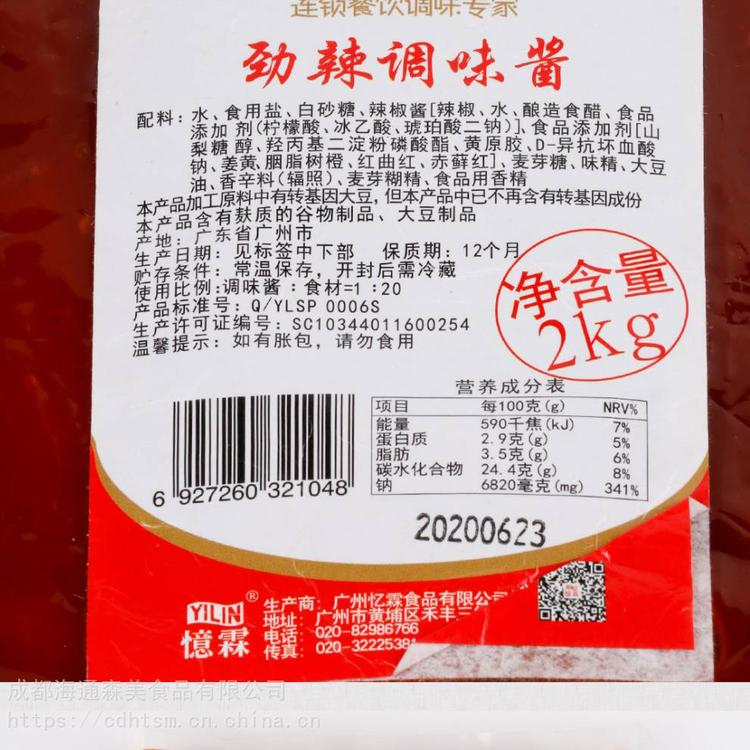 连锁餐饮调味专家
劲辣调味酱
配料: 水、食用盐、白砂糖、辣椒酱[辣椒、水、酿造食醋、食品
添加剂(柠檬酸、冰乙酸、琥珀酸二钠)]、食品添加剂[山
梨糖醇、羟丙基二淀粉磷酸酯、黄原胶、D-异抗坏血酸
钠、姜黄、胭脂树橙、红曲红、赤藓红]、麦芽糖、味精、大豆
油、香辛料(辐照)、麦芽糊精、食品用香精
本产品加工原料中有转基因大豆，但本产品中已不再含有转基因成份
本产品含有麸质的谷物制品、大豆制品
产地: 广东省广州市
生产日期: 见标签中下部 保质期: 12个月
贮存条件: 常温保存，开封后需冷藏
使用比例:调味酱:食材=1:20
产品标准号: Q/YLSP 0006S
生产许可证编号: SC10344011600254
温馨提示: 如有胀包，请勿食用
净含量
2kg
营养成分表
项目 每100克(g) NRV%
能量 590千焦(kJ) 7%
蛋白质 2.9克(g) 5%
脂肪 3.5克(g) 6%
碳水化合物 24.4克(g) 8%
钠 6820毫克(mg) 341%
6 927260 321048
20200623
YILIN®
憶霖
生产商: 广州忆霖食品有限公司
地址: 广州市黄埔区禾丰
电话: 020-82986766
传真: 020-32225381
成都海通森美食品有限公司
https://cdhtsm.cn.china.cn